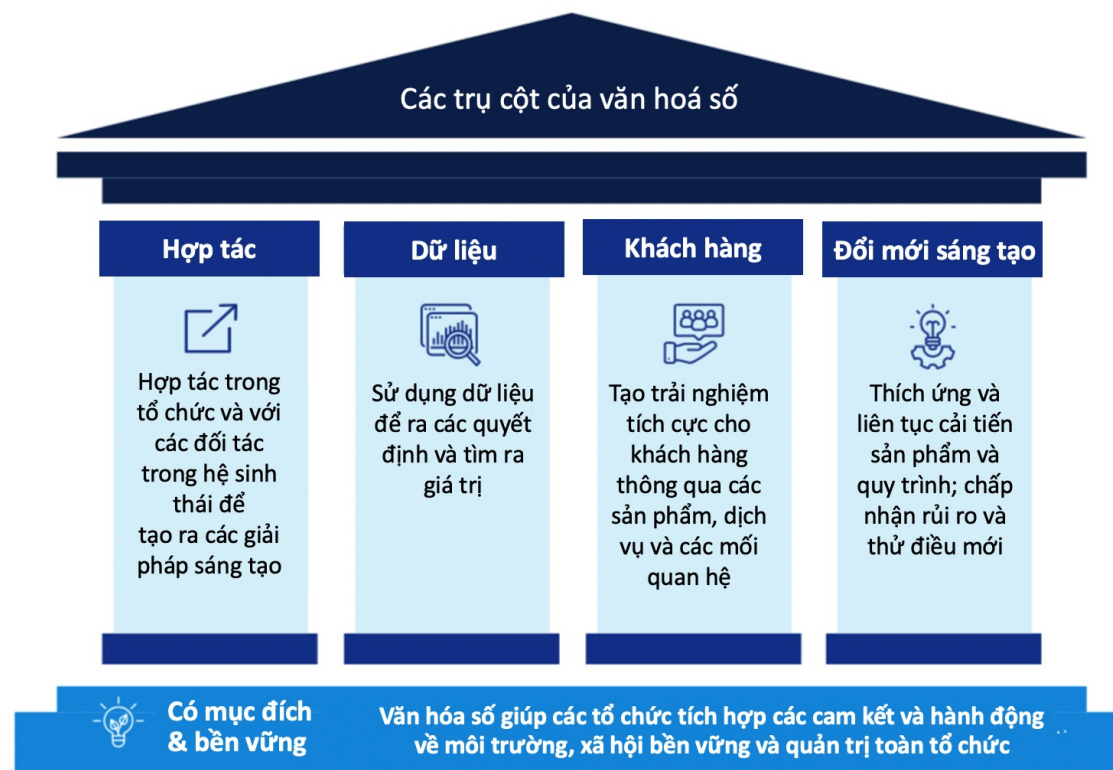 Các trụ cột của văn hoá số
Hợp tác
Hợp tác trong
tổ chức và với
các đối tác
trong hệ sinh
thái để
tạo ra các giải
pháp sáng tạo
Dữ liệu
Sử dụng dữ liệu
để ra các quyết
định và tìm ra
giá trị
Khách hàng
Tạo trải nghiệm
tích cực cho
khách hàng
thông qua các
sản phẩm, dịch
vụ và các mối
quan hệ
Đổi mới sáng tạo
Thích ứng và
liên tục cải tiến
sản phẩm và
quy trình; chấp
nhận rủi ro và
thử điều mới
Có mục đích
& bền vững
Văn hóa số giúp các tổ chức tích hợp các cam kết và hành động
về môi trường, xã hội bền vững và quản trị toàn tổ chức